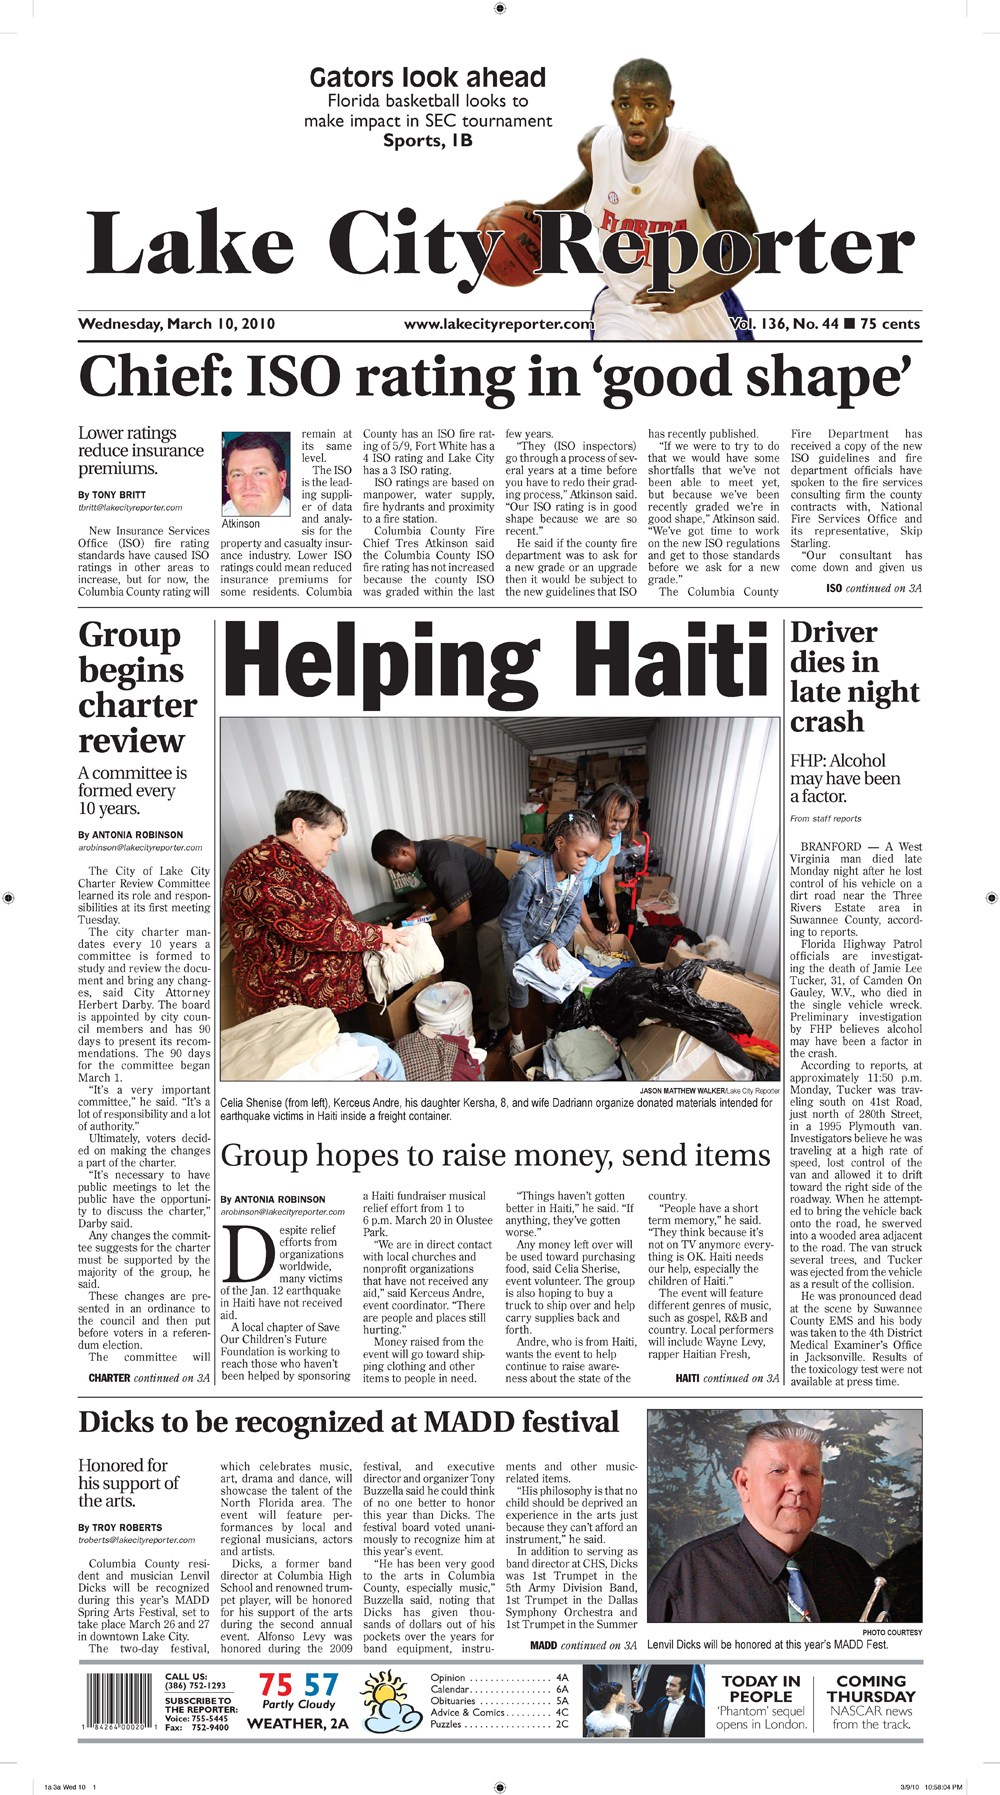 Gators look ahead
Florida basketball looks to
make impact in SEC tournament
Sports, 1B
Lake City Reporter
Wednesday, March 10, 2010
www.lakecityreporter.com
Vol. 136, No. 44 ■ 75 cents
Chief: ISO rating in ‘good shape’
Lower ratings
reduce insurance
premiums.
By TONY BRITT
tbritt@lakecityreporter.com
New Insurance Services
Office (ISO) fire rating
standards have caused ISO
ratings in other areas to
increase, but for now, the
Columbia County rating will
Atkinson
remain at
its same
level.
The ISO
is the lead-
ing suppli-
er of data
and analy-
sis for the
property and casualty insur-
ance industry. Lower ISO
ratings could mean reduced
insurance premiums for
some residents. Columbia
County has an ISO fire rat-
ing of 5/9, Fort White has a
4 ISO rating and Lake City
has a 3 ISO rating.
ISO ratings are based on
manpower, water supply,
fire hydrants and proximity
to a fire station.
Columbia County Fire
Chief Tres Atkinson said
the Columbia County ISO
fire rating has not increased
because the county ISO
was graded within the last
few years.
“They (ISO inspectors)
go through a process of sev-
eral years at a time before
you have to redo their grad-
ing process,” Atkinson said.
“Our ISO rating is in good
shape because we are so
recent.”
He said if the county fire
department was to ask for
a new grade or an upgrade
then it would be subject to
the new guidelines that ISO
has recently published.
“If we were to try to do
that we would have some
shortfalls that we’ve not
been able to meet yet,
but because we’ve been
recently graded we’re in
good shape,” Atkinson said.
“We’ve got time to work
on the new ISO regulations
and get to those standards
before we ask for a new
grade.”
The Columbia County
Fire Department has
received a copy of the new
ISO guidelines and fire
department officials have
spoken to the fire services
consulting firm the county
contracts with, National
Fire Services Office and
its representative, Skip
Starling.
“Our consultant has
come down and given us
ISO continued on 3A
Group
begins
charter
review
A committee is
formed every
10 years.
By ANTONIA ROBINSON
arobinson@lakecityreporter.com
The City of Lake City
Charter Review Committee
learned its role and respon-
sibilities at its first meeting
Tuesday.
The city charter man-
dates every 10 years a
committee is formed to
study and review the docu-
ment and bring any chang-
es, said City Attorney
Herbert Darby. The board
is appointed by city coun-
cil members and has 90
days to present its recom-
mendations. The 90 days
for the committee began
March 1.
“It’s a very important
committee,” he said. “It’s a
lot of responsibility and a lot
of authority.”
Ultimately, voters decid-
ed on making the changes
a part of the charter.
“It’s necessary to have
public meetings to let the
public have the opportuni-
ty to discuss the charter,”
Darby said.
Any changes the commit-
tee suggests for the charter
must be supported by the
majority of the group, he
said.
These changes are pre-
sented in an ordinance to
the council and then put
before voters in a referen-
dum election.
The committee will
CHARTER continued on 3A
Helping Haiti
JASON MATTHEW WALKER/Lake City Reporter
Celia Shenise (from left), Kerceus Andre, his daughter Kersha, 8, and wife Dadriann organize donated materials intended for
earthquake victims in Haiti inside a freight container.
Group hopes to raise money, send items
By ANTONIA ROBINSON
arobinson@lakecityreporter.com
Despite relief
efforts from
organizations
worldwide,
many victims
of the Jan. 12 earthquake
in Haiti have not received
aid.
A local chapter of Save
Our Children’s Future
Foundation is working to
reach those who haven’t
been helped by sponsoring
a Haiti fundraiser musical
relief effort from 1 to
6 p.m. March 20 in Olustee
Park.
“We are in direct contact
with local churches and
nonprofit organizations
that have not received any
aid,” said Kerceus Andre,
event coordinator. “There
are people and places still
hurting.”
Money raised from the
event will go toward ship-
ping clothing and other
items to people in need.
“Things haven’t gotten
better in Haiti,” he said. “If
anything, they’ve gotten
worse.”
Any money left over will
be used toward purchasing
food, said Celia Sherise,
event volunteer. The group
is also hoping to buy a
truck to ship over and help
carry supplies back and
forth.
Andre, who is from Haiti,
wants the event to help
continue to raise aware-
ness about the state of the
country.
“People have a short
term memory,” he said.
“They think because it’s
not on TV anymore every-
thing is OK. Haiti needs
our help, especially the
children of Haiti.”
The event will feature
different genres of music,
such as gospel, R&B and
country. Local performers
will include Wayne Levy,
rapper Haitian Fresh,
HAITI continued on 3A
Driver
dies in
late night
crash
FHP: Alcohol
may have been
a factor.
From staff reports
BRANFORD — A West
Virginia man died late
Monday night after he lost
control of his vehicle on a
dirt road near the Three
Rivers Estate area in
Suwannee County, accord-
ing to reports.
Florida Highway Patrol
officials are investigat-
ing the death of Jamie Lee
Tucker, 31, of Camden On
Gauley, W.V., who died in
the single vehicle wreck.
Preliminary investigation
by FHP believes alcohol
may have been a factor in
the crash.
According to reports, at
approximately 11:50 p.m.
Monday, Tucker was trav-
eling south on 41st Road,
just north of 280th Street,
in a 1995 Plymouth van.
Investigators believe he was
traveling at a high rate of
speed, lost control of the
van and allowed it to drift
toward the right side of the
roadway. When he attempt-
ed to bring the vehicle back
onto the road, he swerved
into a wooded area adjacent
to the road. The van struck
several trees, and Tucker
was ejected from the vehicle
as a result of the collision.
He was pronounced dead
at the scene by Suwannee
County EMS and his body
was taken to the 4th District
Medical Examiner’s Office
in Jacksonville. Results of
the toxicology test were not
available at press time.
Dicks to be recognized at MADD festival
Honored for
his support of
the arts.
By TROY ROBERTS
troberts@lakecityreporter.com
Columbia County resi-
dent and musician Lenvil
Dicks will be recognized
during this year’s MADD
Spring Arts Festival, set to
take place March 26 and 27
in downtown Lake City.
The two-day festival,
which celebrates music,
art, drama and dance, will
showcase the talent of the
North Florida area. The
event will feature per-
formances by local and
regional musicians, actors
and artists.
Dicks, a former band
director at Columbia High
School and renowned trum-
pet player, will be honored
for his support of the arts
during the second annual
event. Alfonso Levy was
honored during the 2009
festival, and executive
director and organizer Tony
Buzzella said he could think
of no one better to honor
this year than Dicks. The
festival board voted unani-
mously to recognize him at
this year’s event.
“He has been very good
to the arts in Columbia
County, especially music,”
Buzzella said, noting that
Dicks has given thou-
sands of dollars out of his
pockets over the years for
band equipment, instru-
ments and other music-
related items.
“His philosophy is that no
child should be deprived an
experience in the arts just
because they can’t afford an
instrument,” he said.
In addition to serving as
band director at CHS, Dicks
was 1st Trumpet in the
5th Army Division Band,
1st Trumpet in the Dallas
Symphony Orchestra and
1st Trumpet in the Summer
MADD continued on 3A
PHOTO COURTESY
Lenvil Dicks will be honored at this year’s MADD Fest.
1 84264 00020 1
CALL US:
(386) 752-1293
SUBSCRIBE TO
THE REPORTER:
Voice: 755-5445
Fax: 752-9400
75 57
Partly Cloudy
WEATHER, 2A
Opinion . . . . . . . . . . . . . . . . 4A
Calendar. . . . . . . . . . . . . . . 6A
Obituaries . . . . . . . . . . . . . 5A
Advice & Comics . . . . . . . . . 4C
Puzzles . . . . . . . . . . . . . . . . 2C
TODAY IN
PEOPLE
‘Phantom’ sequel
opens in London.
COMING
THURSDAY
NASCAR news
from the track.
1a 3a Wed 10 1
3/9/10 10:58:04 PM